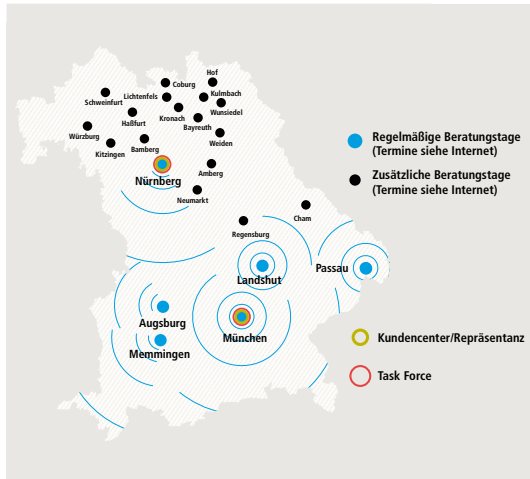 Hof
Coburg
Schweinfurt
Lichtenfels
Kulmbach
Kronach
Wunsiedel
Haßfurt
Bayreuth
Würzburg
Kitzingen
Bamberg
Weiden
Amberg
Nürnberg
Neumarkt
Cham
Regensburg
Passau
Landshut
Augsburg
München
Memmingen
Regelmäßige Beratungstage
(Termine siehe Internet)
Zusätzliche Beratungstage
(Termine siehe Internet)
Kundencenter/Repräsentanz
Task Force